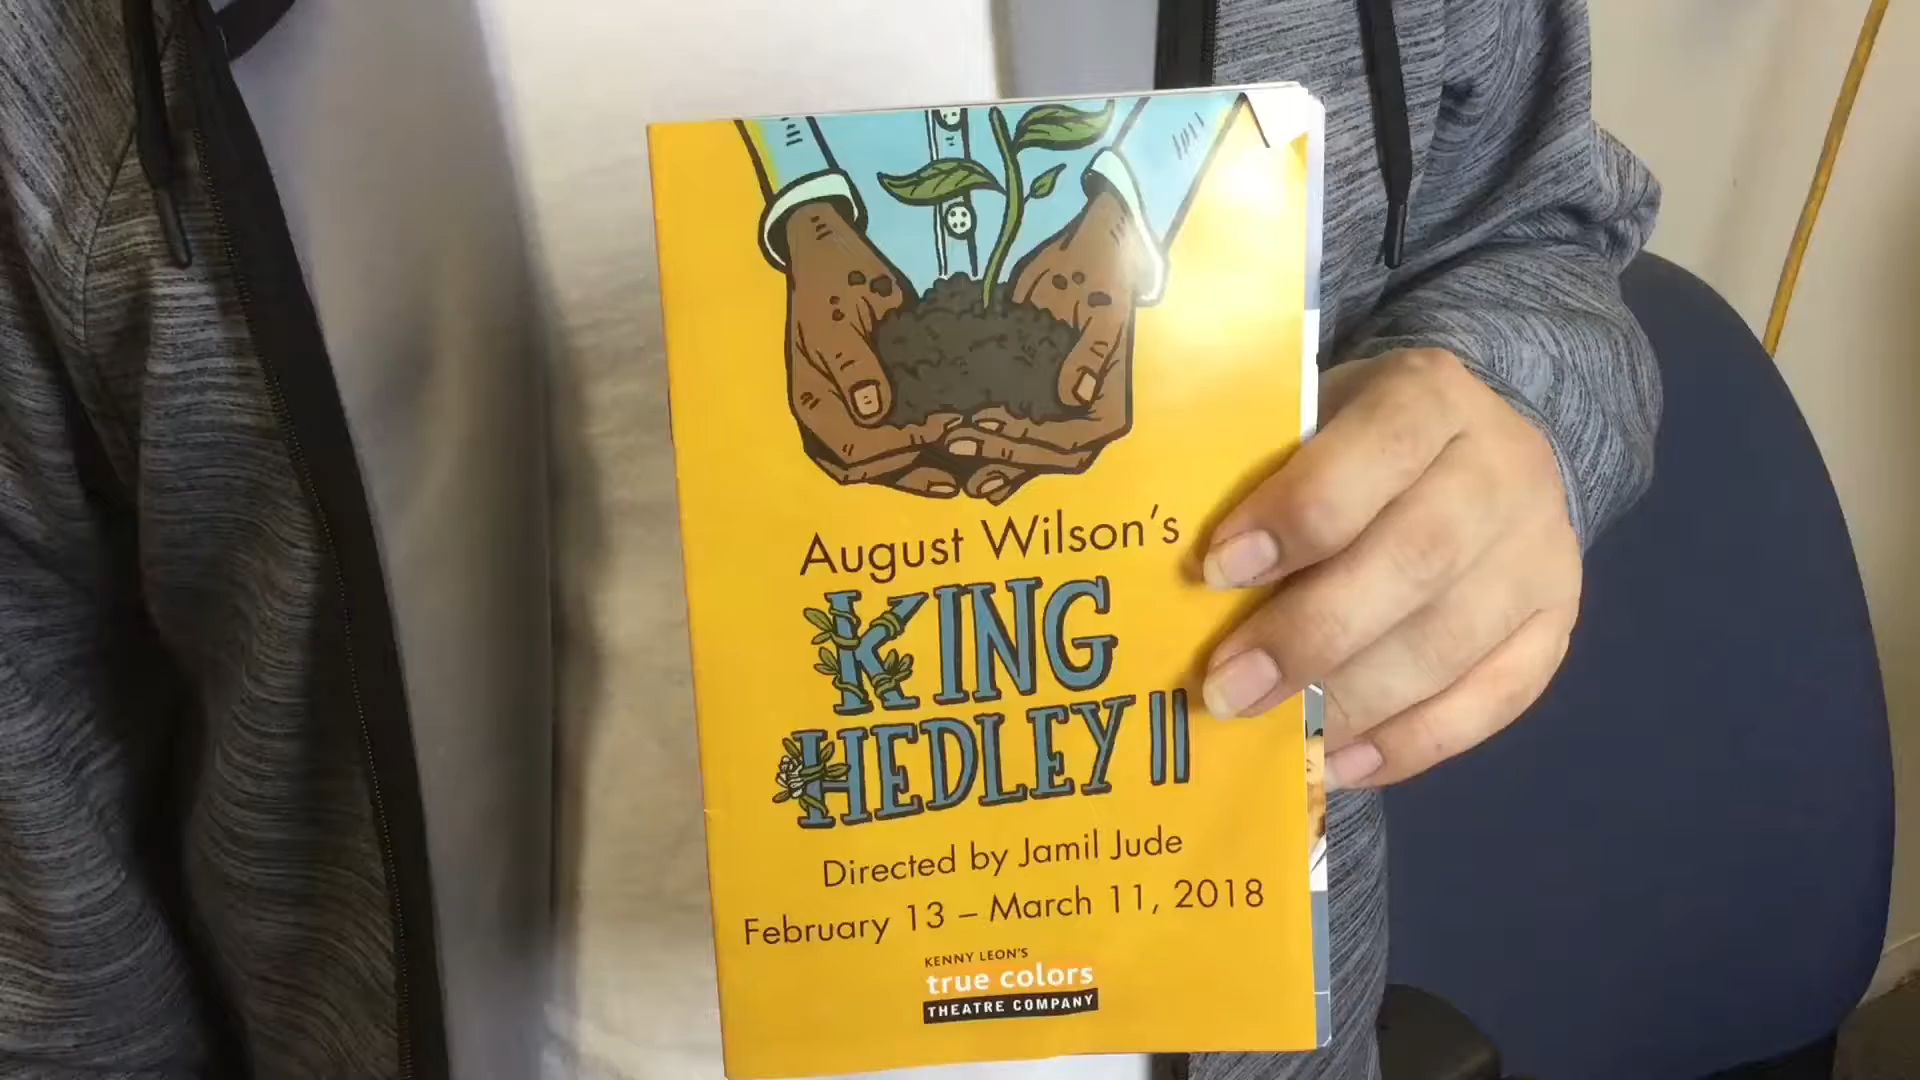 August Wilson's
KING
HEDLEY II
Directed by Jamil Jude
February 13 – March 11, 2018
KENNY LEON'S
true colors
THEATRE COMPANY